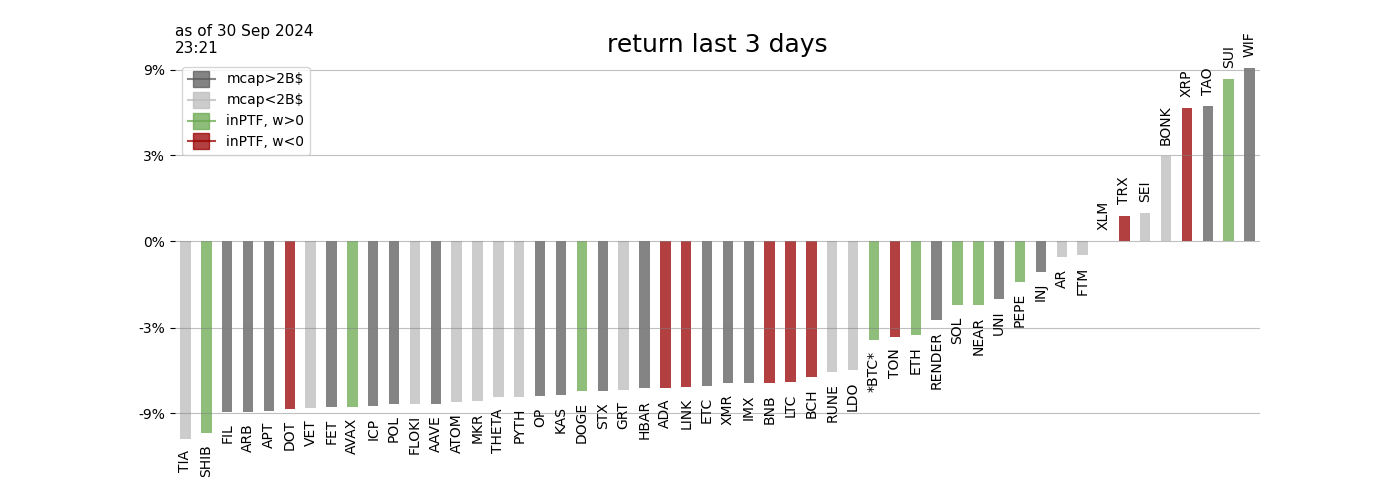 as of 30 Sep 2024
23:21
return last 3 days
mcap>2B$
mcap<2B$
inPTF, w>0
inPTF, w<0
9%
3%
0%
-3%
-9%
TIA
SHIB
FIL
ARB
APT
DOT
VET
FET
AVAX
ICP
POL
FLOKI
AAVE
ATOM
MKR
THETA
PYTH
OP
KAS
DOGE
STX
GRT
HBAR
ADA
LINK
ETC
XMR
IMX
BNB
LTC
BCH
RUNE
LDO
*BTC*
TON
ETH
RENDER
SOL
NEAR
UNI
PEPE
INJ
AR
FTM
XLM
TRX
SEI
BONK
XRP
TAO
SUI
WIF